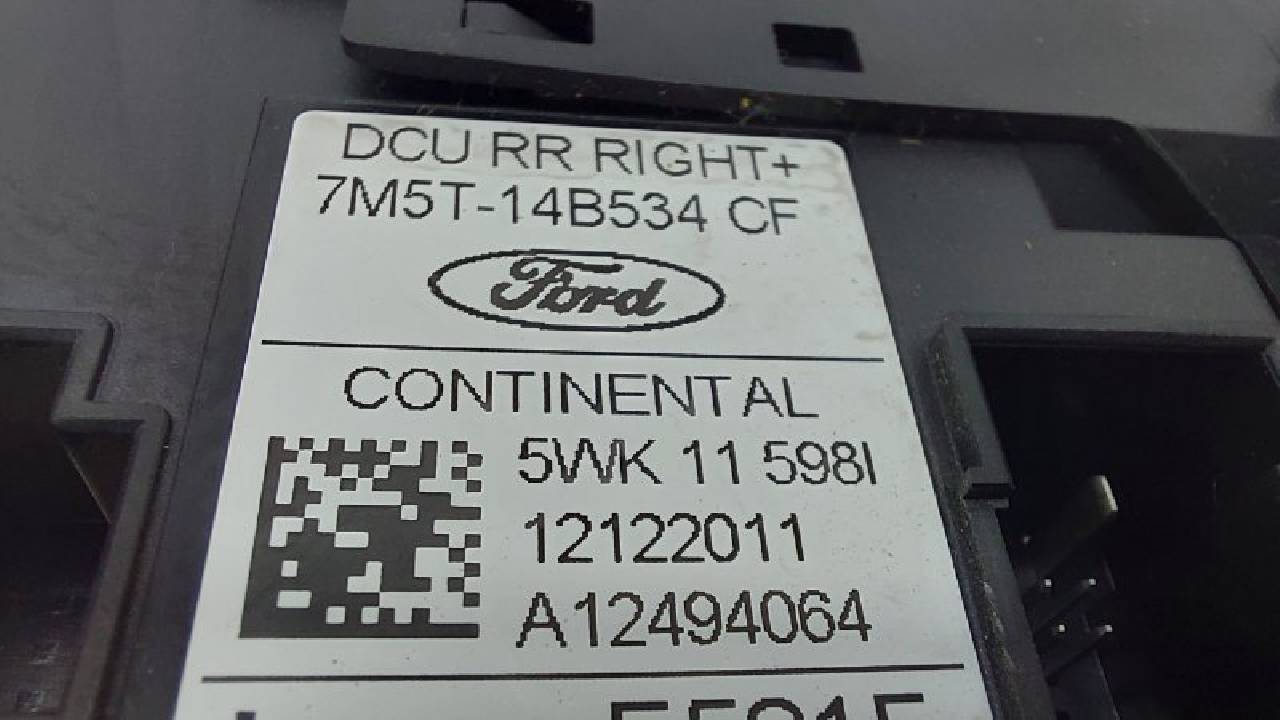 DCU RR RIGHT+
7M5T-14B534 CF
Ford
CONTINENTAL
5WK 11 598I
12122011
A12494064